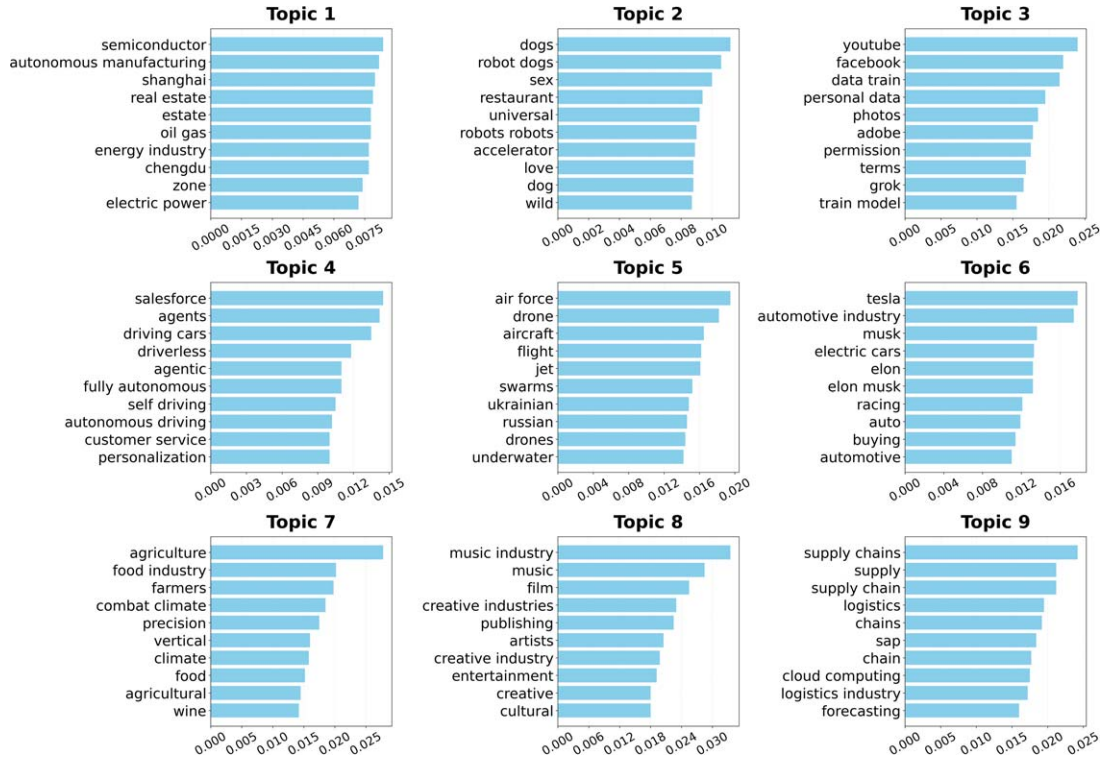 Topic 1
semiconductor
autonomous manufacturing
shanghai
real estate
estate
oil gas
energy industry
chengdu
zone
electric power
0.0000 0.0015 0.0030 0.0045 0.0060 0.0075
Topic 2
dogs
robot dogs
sex
restaurant
universal
robots robots
accelerator
love
dog
wild
0.000 0.002 0.004 0.006 0.008 0.010
Topic 3
youtube
facebook
data train
personal data
photos
adobe
permission
terms
grok
train model
0.000 0.005 0.010 0.015 0.020 0.025
Topic 4
salesforce
agents
driving cars
driverless
agentic
fully autonomous
self driving
autonomous driving
customer service
personalization
0.000 0.003 0.006 0.009 0.012 0.015
Topic 5
air force
drone
aircraft
flight
jet
swarms
ukrainian
russian
drones
underwater
0.000 0.004 0.008 0.012 0.016 0.020
Topic 6
tesla
automotive industry
musk
electric cars
elon
elon musk
racing
auto
buying
automotive
0.000 0.004 0.008 0.012 0.016
Topic 7
agriculture
food industry
farmers
combat climate
precision
vertical
climate
food
agricultural
wine
0.000 0.005 0.010 0.015 0.020 0.025
Topic 8
music industry
music
film
creative industries
publishing
artists
creative industry
entertainment
creative
cultural
0.000 0.006 0.012 0.018 0.024 0.030
Topic 9
supply chains
supply
supply chain
logistics
chains
sap
chain
cloud computing
logistics industry
forecasting
0.000 0.005 0.010 0.015 0.020 0.025